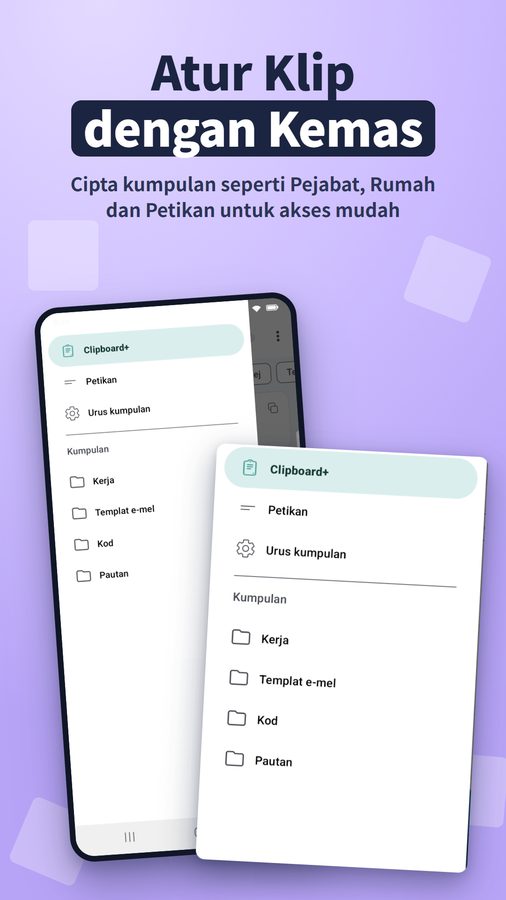 Atur Klip
dengan Kemas
Cipta kumpulan seperti Pejabat, Rumah
dan Petikan untuk akses mudah
Clipboard+
Petikan
Urus kumpulan
Kumpulan
Kerja
Templat e-mel
Kod
Pautan
Clipboard+
Petikan
Urus kumpulan
Kumpulan
Kerja
Templat e-mel
Kod
Pautan